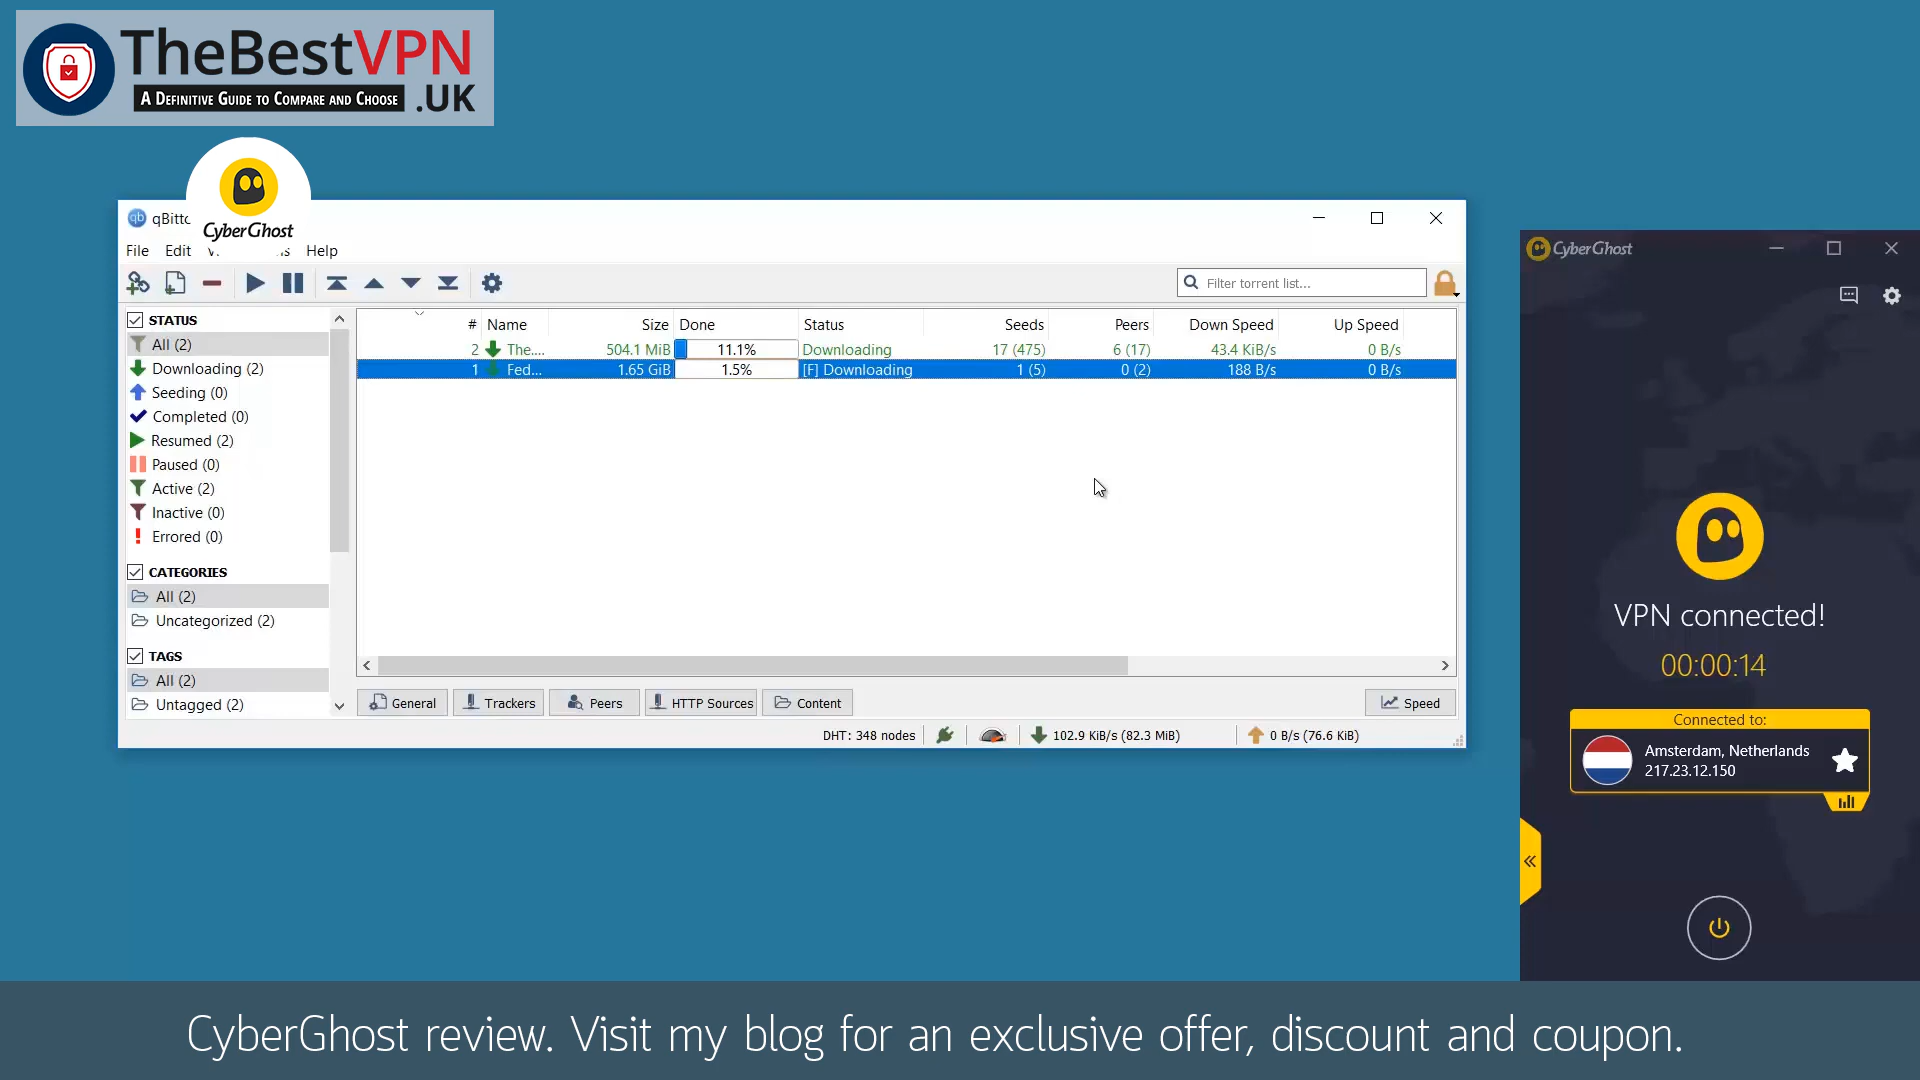 TheBestVPN
A Definitive Guide to Compare and Choose .UK
CyberGhost
qBitto
File Edit V. .s Help
Filter torrent list...
CyberGhost
STATUS
All (2)
Downloading (2)
Seeding (0)
Completed (0)
Resumed (2)
Paused (0)
Active (2)
Inactive (0)
Errored (0)
CATEGORIES
All (2)
Uncategorized (2)
TAGS
All (2)
Untagged (2)
# Name Size Done Status Seeds Peers Down Speed Up Speed
2 The.... 504.1 MiB 11.1% Downloading 17 (475) 6 (17) 43.4 KiB/s 0 B/s
1 Fed... 1.65 GiB 1.5% [F] Downloading 1 (5) 0 (2) 188 B/s 0 B/s
General Trackers Peers HTTP Sources Content Speed
DHT: 348 nodes 102.9 KiB/s (82.3 MiB) 0 B/s (76.6 KiB)
VPN connected!
00:00:14
Connected to:
Amsterdam, Netherlands
217.23.12.150
CyberGhost review. Visit my blog for an exclusive offer, discount and coupon.